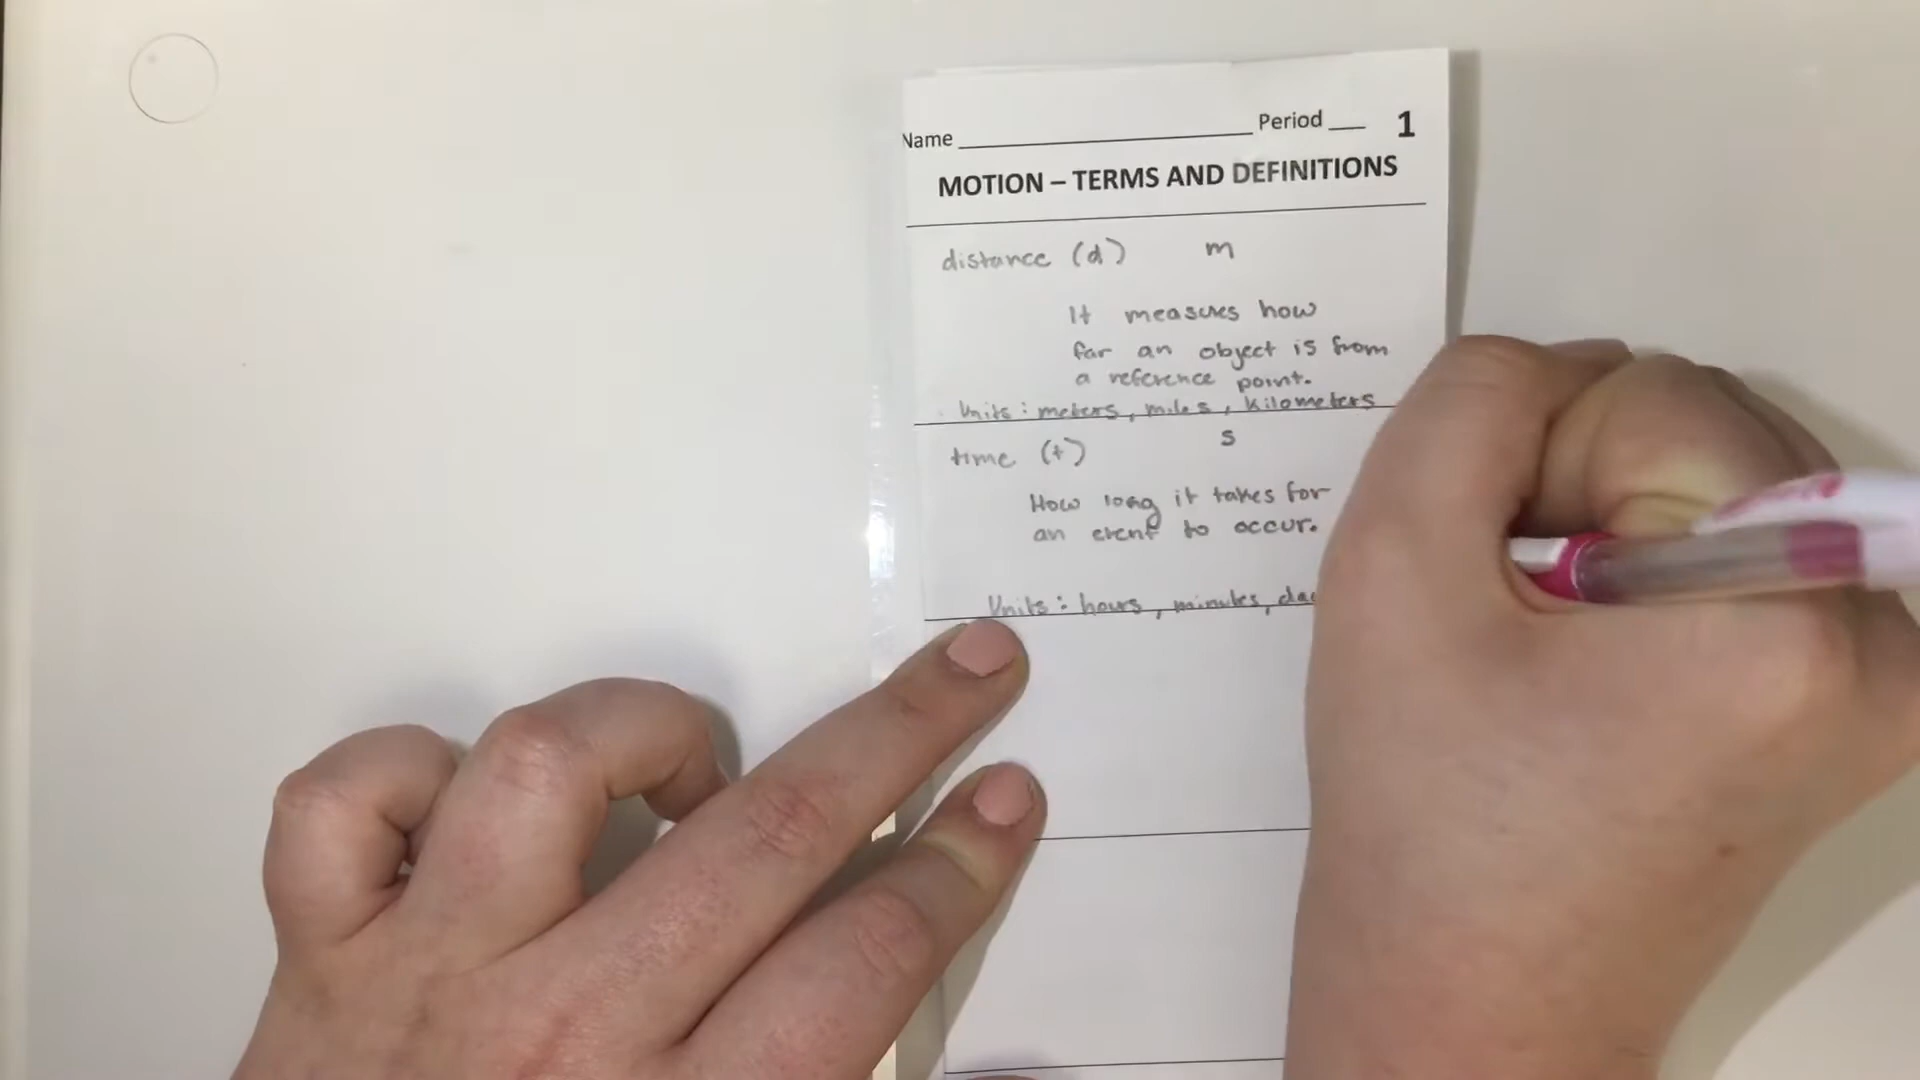 Name Period 1
MOTION – TERMS AND DEFINITIONS
distance (d) m
It measures how
far an object is from
a reference point.
Units: meters, miles, kilometers
time (t) s
How long it takes for
an event to occur.
Units: hours, minutes,